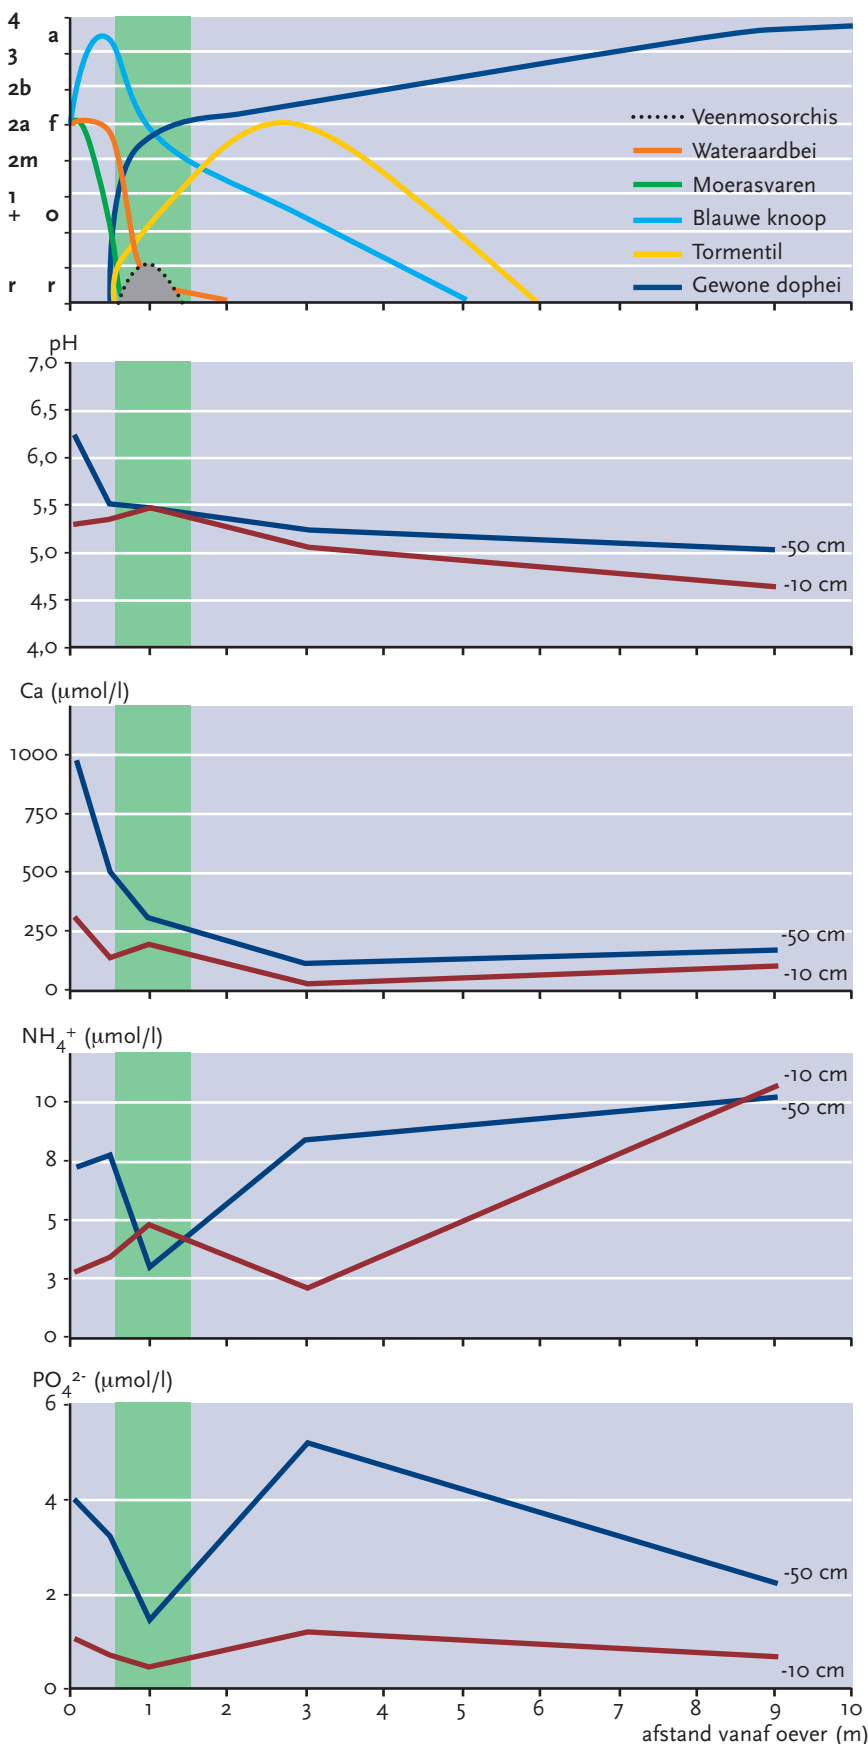 4 a
3
2b
2a f
2m
1
+ o
r r
Veenmosorchis
Wateraardbei
Moerasvaren
Blauwe knoop
Tormentil
Gewone dophei
pH
7,0
6,5
6,0
5,5
5,0
4,5
4,0
-50 cm
-10 cm
Ca (µmol/l)
1000
750
500
250
0
-50 cm
-10 cm
NH4+ (µmol/l)
10
8
5
3
0
-10 cm
-50 cm
PO42- (µmol/l)
6
4
2
0
-50 cm
-10 cm
0 1 2 3 4 5 6 7 8 9 10
afstand vanaf oever (m)